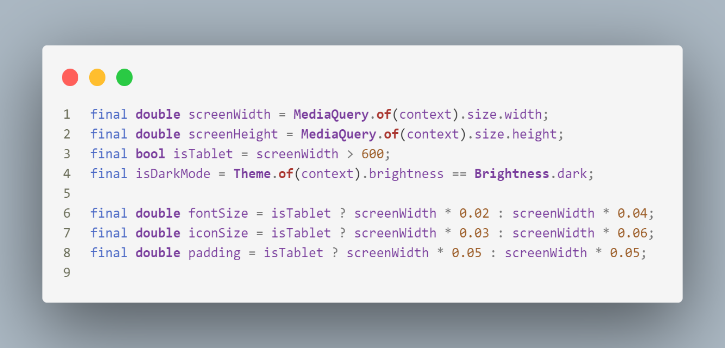 1 final double screenWidth = MediaQuery.of(context).size.width;
2 final double screenHeight = MediaQuery.of(context).size.height;
3 final bool isTablet = screenWidth > 600;
4 final isDarkMode = Theme.of(context).brightness == Brightness.dark;
5
6 final double fontSize = isTablet ? screenWidth * 0.02 : screenWidth * 0.04;
7 final double iconSize = isTablet ? screenWidth * 0.03 : screenWidth * 0.06;
8 final double padding = isTablet ? screenWidth * 0.05 : screenWidth * 0.05;
9